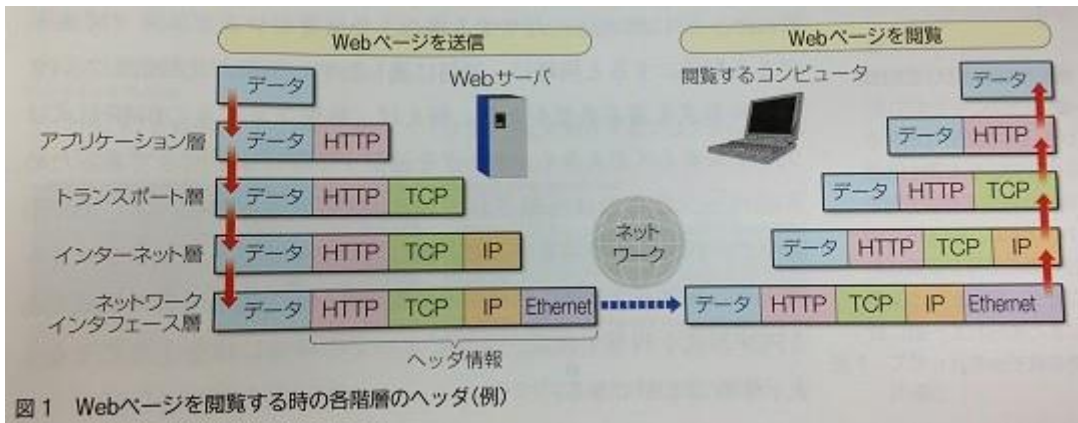 Webページを送信
Webページを閲覧
データ
Webサーバ
閲覧するコンピュータ
データ
アプリケーション層
データ HTTP
データ HTTP
トランスポート層
データ HTTP TCP
データ HTTP TCP
ネット
ワーク
インターネット層
データ HTTP TCP IP
データ HTTP TCP IP
ネットワーク
インタフェース層
データ HTTP TCP IP Ethernet
データ HTTP TCP IP Ethernet
ヘッダ情報
図1 Webページを閲覧する時の各階層のヘッダ(例)